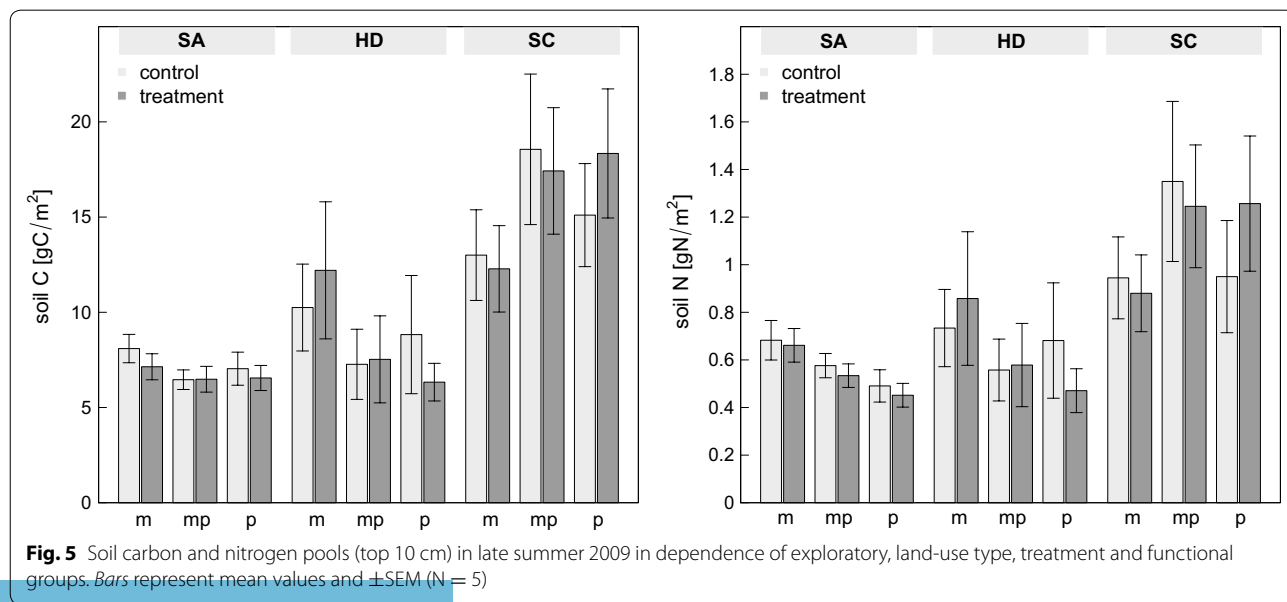 SA HD SC
control
treatment
soil C [gC/m²]
20
15
10
5
0
m mp p m mp p m mp p
SA HD SC
control
treatment
soil N [gN/m²]
1.8
1.6
1.4
1.2
1
0.8
0.6
0.4
0.2
0
m mp p m mp p m mp p
Fig. 5 Soil carbon and nitrogen pools (top 10 cm) in late summer 2009 in dependence of exploratory, land-use type, treatment and functional
groups. Bars represent mean values and ±SEM (N = 5)